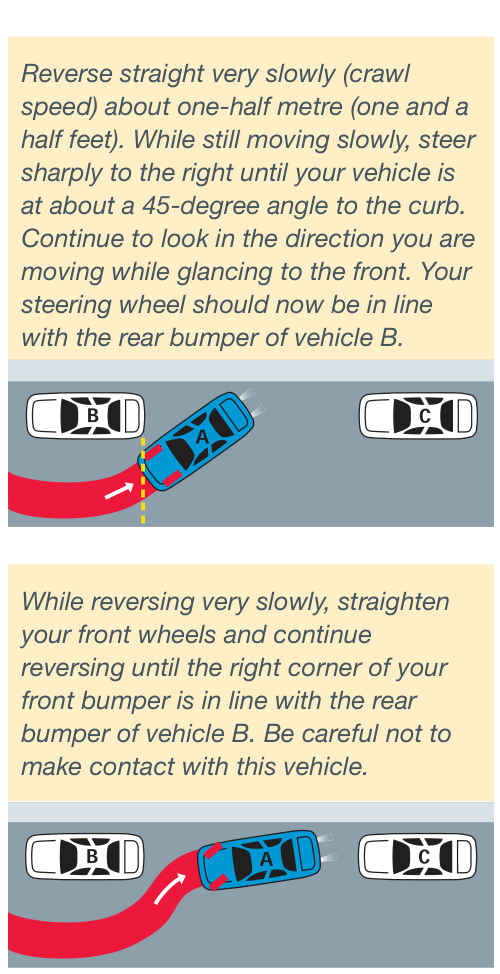 Reverse straight very slowly (crawl
speed) about one-half metre (one and a
half feet). While still moving slowly, steer
sharply to the right until your vehicle is
at about a 45-degree angle to the curb.
Continue to look in the direction you are
moving while glancing to the front. Your
steering wheel should now be in line
with the rear bumper of vehicle B.
B
A
C
While reversing very slowly, straighten
your front wheels and continue
reversing until the right corner of your
front bumper is in line with the rear
bumper of vehicle B. Be careful not to
make contact with this vehicle.
B
A
C